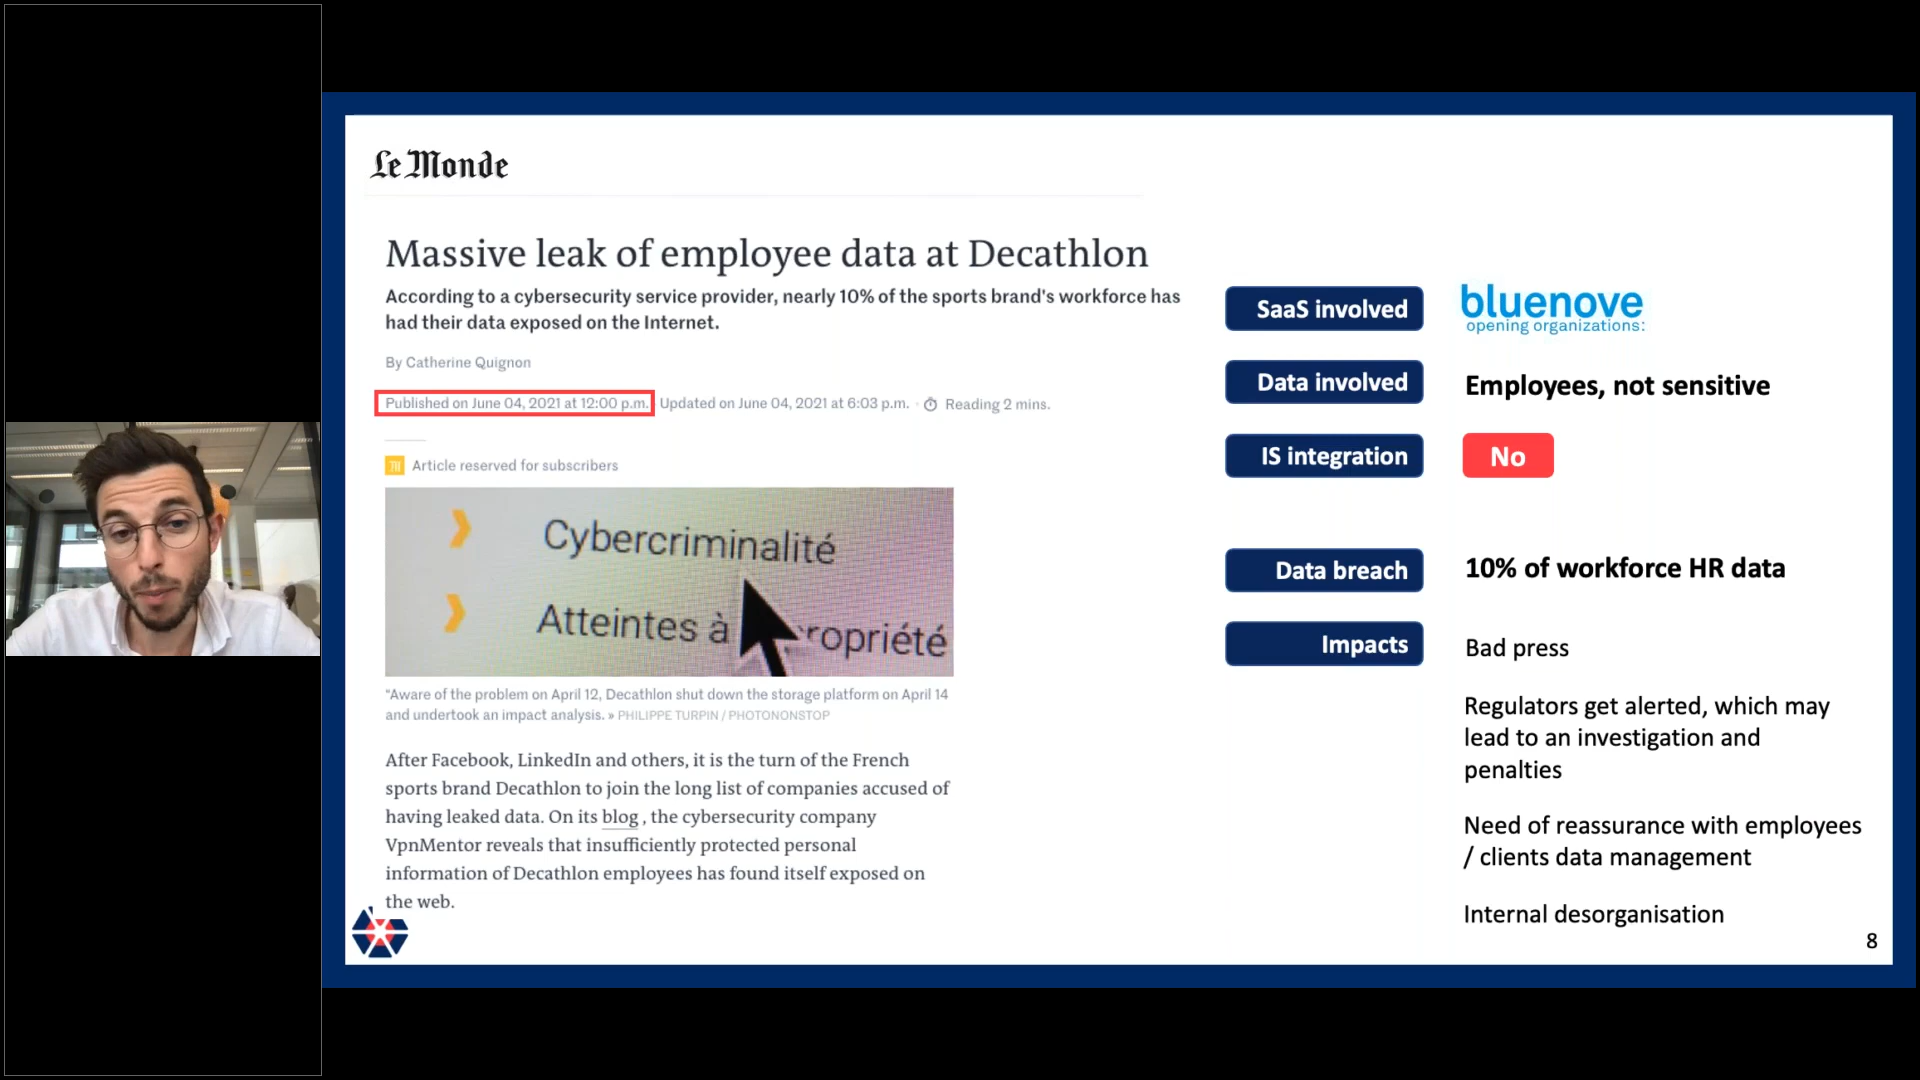 Le Monde
Massive leak of employee data at Decathlon
According to a cybersecurity service provider, nearly 10% of the sports brand's workforce has
had their data exposed on the Internet.
By Catherine Quignon
Published on June 04, 2021 at 12:00 p.m. Updated on June 04, 2021 at 6:03 p.m. · Reading 2 mins.
Article reserved for subscribers
Cybercriminalité
Atteintes à ropriété
"Aware of the problem on April 12, Decathlon shut down the storage platform on April 14
and undertook an impact analysis. » PHILIPPE TURPIN / PHOTONONSTOP
After Facebook, LinkedIn and others, it is the turn of the French
sports brand Decathlon to join the long list of companies accused of
having leaked data. On its blog , the cybersecurity company
VpnMentor reveals that insufficiently protected personal
information of Decathlon employees has found itself exposed on
the web.
SaaS involved
bluenove
opening organizations:
Data involved
Employees, not sensitive
IS integration
No
Data breach
10% of workforce HR data
Impacts
Bad press
Regulators get alerted, which may
lead to an investigation and
penalties
Need of reassurance with employees
/ clients data management
Internal desorganisation
8